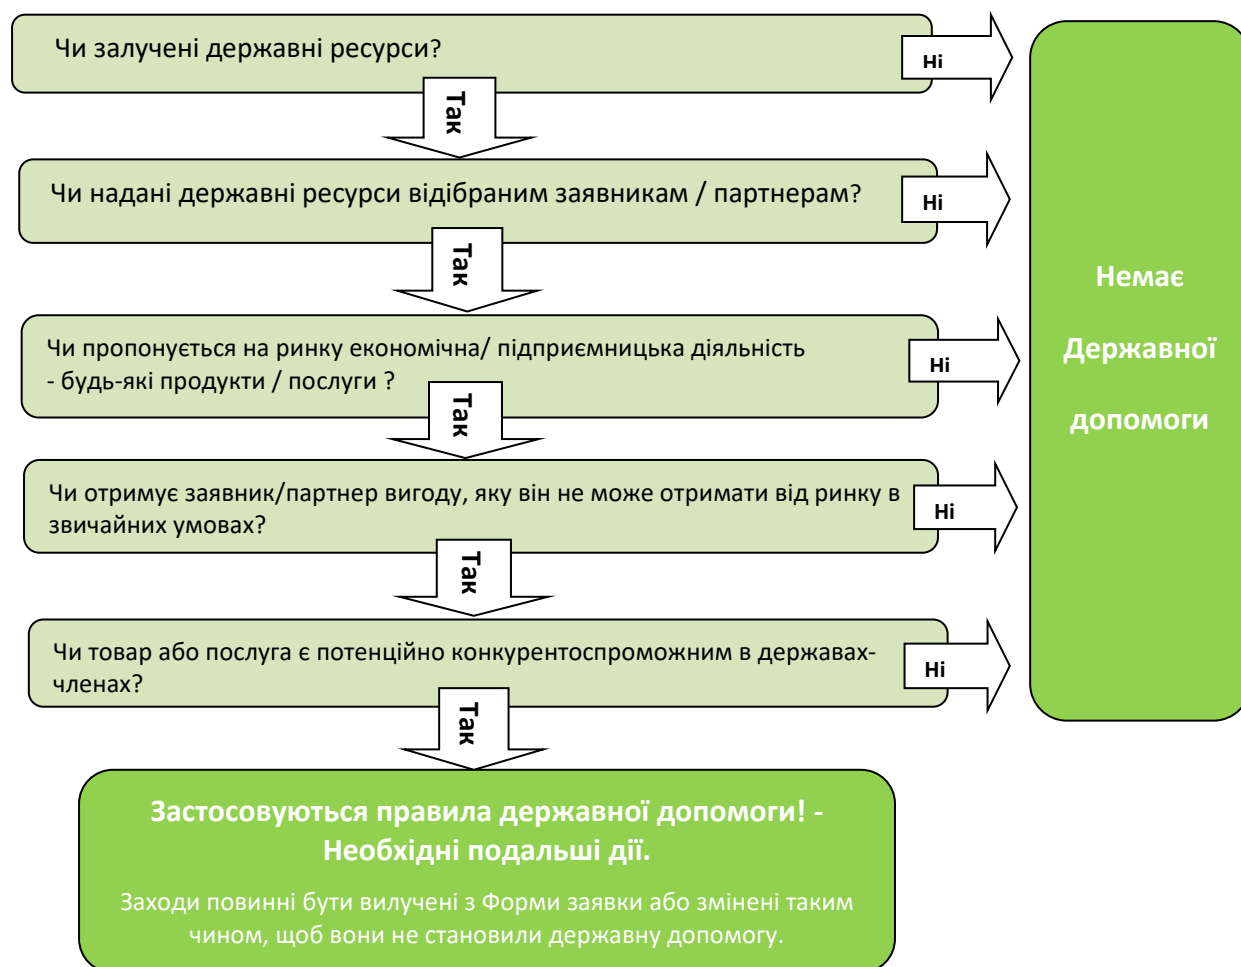 Чи залучені державні ресурси?
Ні
Так
Чи надані державні ресурси відібраним заявникам / партнерам?
Ні
Так
Чи пропонується на ринку економічна/ підприємницька діяльність
- будь-які продукти / послуги ?
Ні
Так
Чи отримує заявник/партнер вигоду, яку він не може отримати від ринку в
звичайних умовах?
Ні
Так
Чи товар або послуга є потенційно конкурентоспроможним в державах-
членах?
Ні
Так
Немає
Державної
допомоги
Застосовуються правила державної допомоги! -
Необхідні подальші дії.
Заходи повинні бути вилучені з Форми заявки або змінені таким
чином, щоб вони не становили державну допомогу.